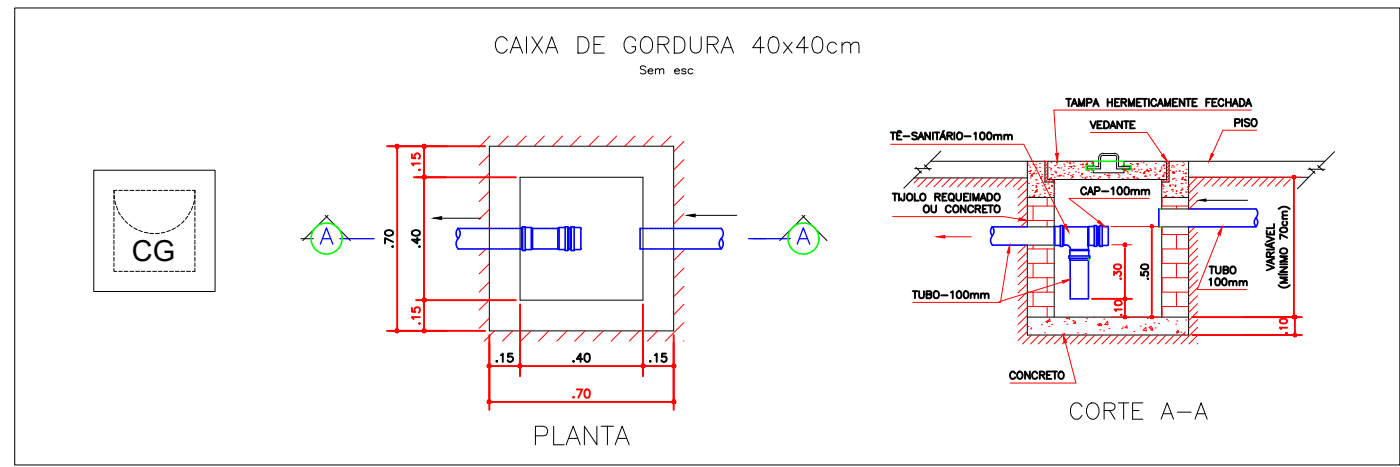 CAIXA DE GORDURA 40x40cm
Sem esc
CG
A
A
.15
.70
.40
.15
.15
.40
.15
.70
PLANTA
TAMPA HERMETICAMENTE FECHADA
VEDANTE
PISO
TÊ-SANITÁRIO-100mm
CAP-100mm
TIJOLO REQUEIMADO
OU CONCRETO
TUBO-100mm
.30
.10
.50
VARIÁVEL
(MÍNIMO 70cm)
TUBO
100mm
.10
CONCRETO
CORTE A-A